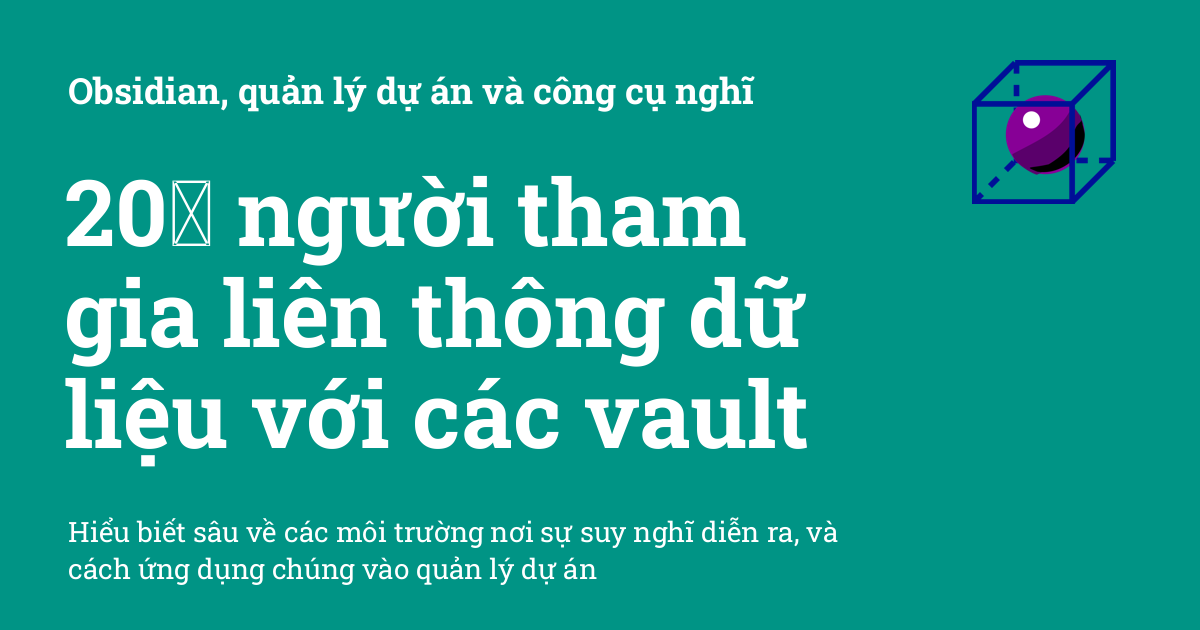 Obsidian, quản lý dự án và công cụ nghĩ
20 người tham
gia liên thông dữ
liệu với các vault
Hiểu biết sâu về các môi trường nơi sự suy nghĩ diễn ra, và
cách ứng dụng chúng vào quản lý dự án